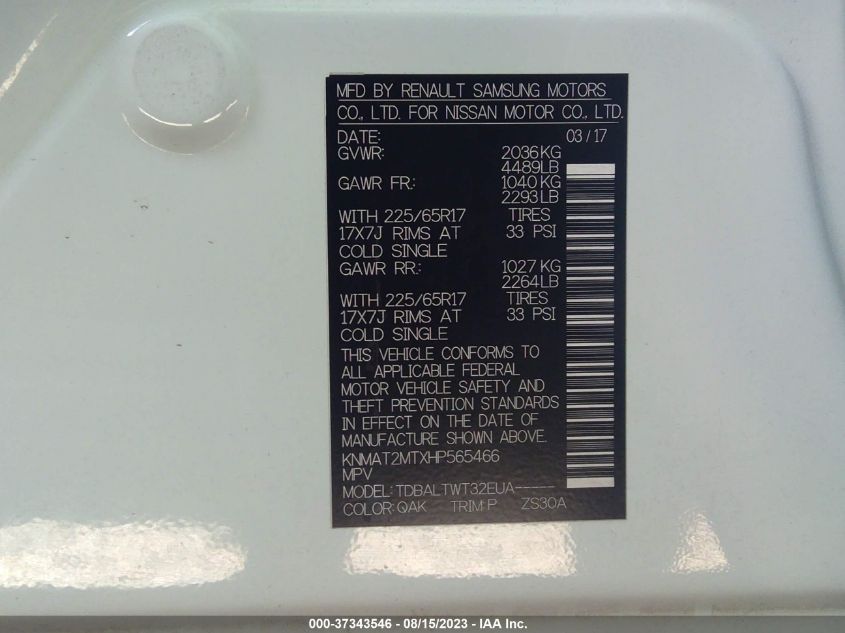 MFD BY RENAULT SAMSUNG MOTORS
CO., LTD. FOR NISSAN MOTOR CO., LTD.
DATE: 03/17
GVWR: 2036KG
4489LB
GAWR FR.: 1040KG
2293LB
WITH 225/65R17 TIRES
17X7J RIMS AT 33 PSI
COLD SINGLE
GAWR RR.: 1027KG
2264LB
WITH 225/65R17 TIRES
17X7J RIMS AT 33 PSI
COLD SINGLE
THIS VEHICLE CONFORMS TO
ALL APPLICABLE FEDERAL
MOTOR VEHICLE SAFETY AND
THEFT PREVENTION STANDARDS
IN EFFECT ON THE DATE OF
MANUFACTURE SHOWN ABOVE.
KNMAT2MTXHP565466
MPV
MODEL: TDBALTWT32EUA-----
COLOR: QAK TRIM:P ZS30A
000-37343546 - 08/15/2023 - IAA Inc.